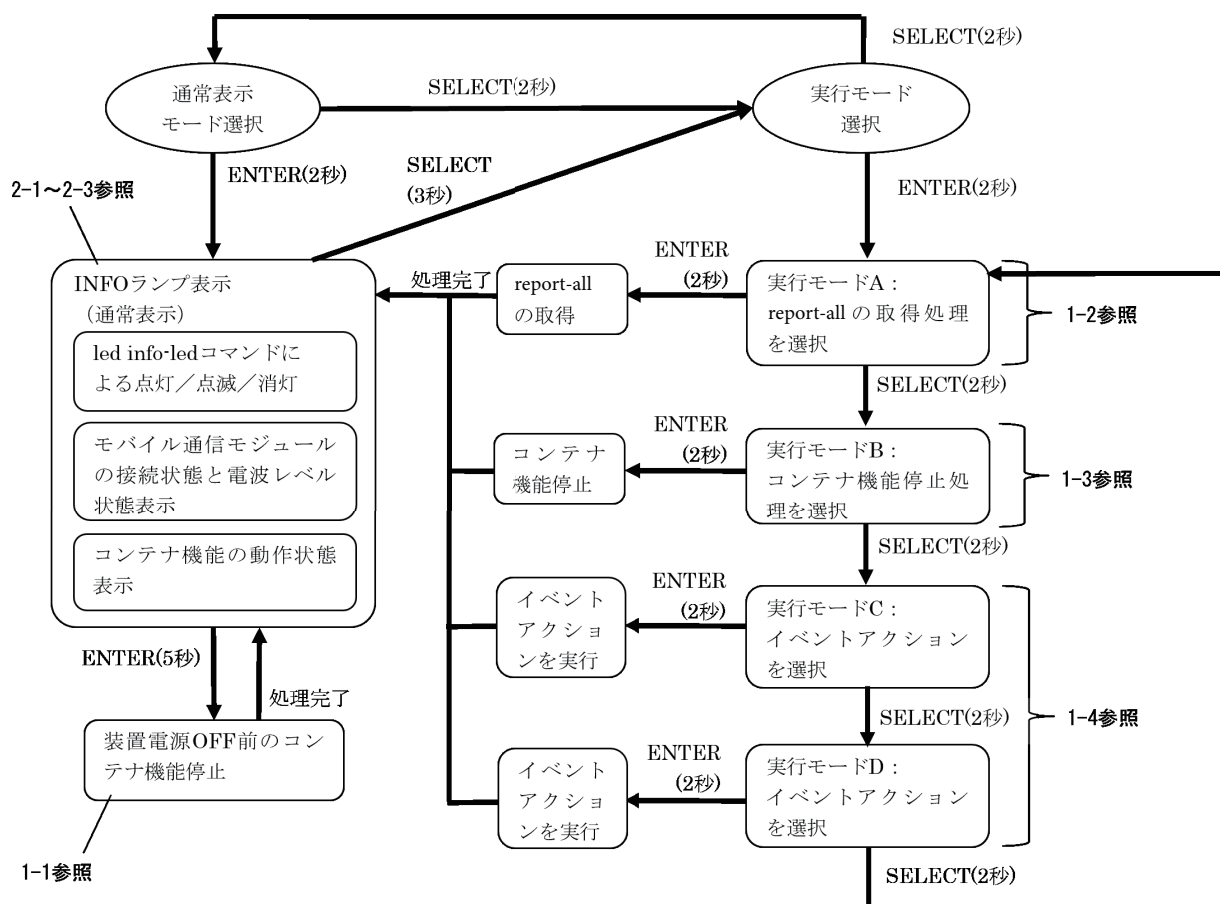 SELECT(2秒)
通常表示
モード選択
SELECT(2秒)
実行モード
選択
2-1～2-3参照
ENTER(2秒)
SELECT
(3秒)
ENTER(2秒)
INFOランプ表示
（通常表示）
led info-ledコマンドに
よる点灯／点滅／消灯
モバイル通信モジュール
の接続状態と電波レベル
状態表示
コンテナ機能の動作状態
表示
処理完了
report-all
の取得
ENTER
(2秒)
実行モードA：
report-all の取得処理
を選択
1-2参照
SELECT(2秒)
コンテナ
機能停止
ENTER
(2秒)
実行モードB：
コンテナ機能停止処
理を選択
1-3参照
SELECT(2秒)
イベント
アクショ
ンを実行
ENTER
(2秒)
実行モードC：
イベントアクション
を選択
SELECT(2秒)
1-4参照
ENTER(5秒)
処理完了
装置電源OFF前のコン
テナ機能停止
1-1参照
イベント
アクショ
ンを実行
ENTER
(2秒)
実行モードD：
イベントアクション
を選択
SELECT(2秒)